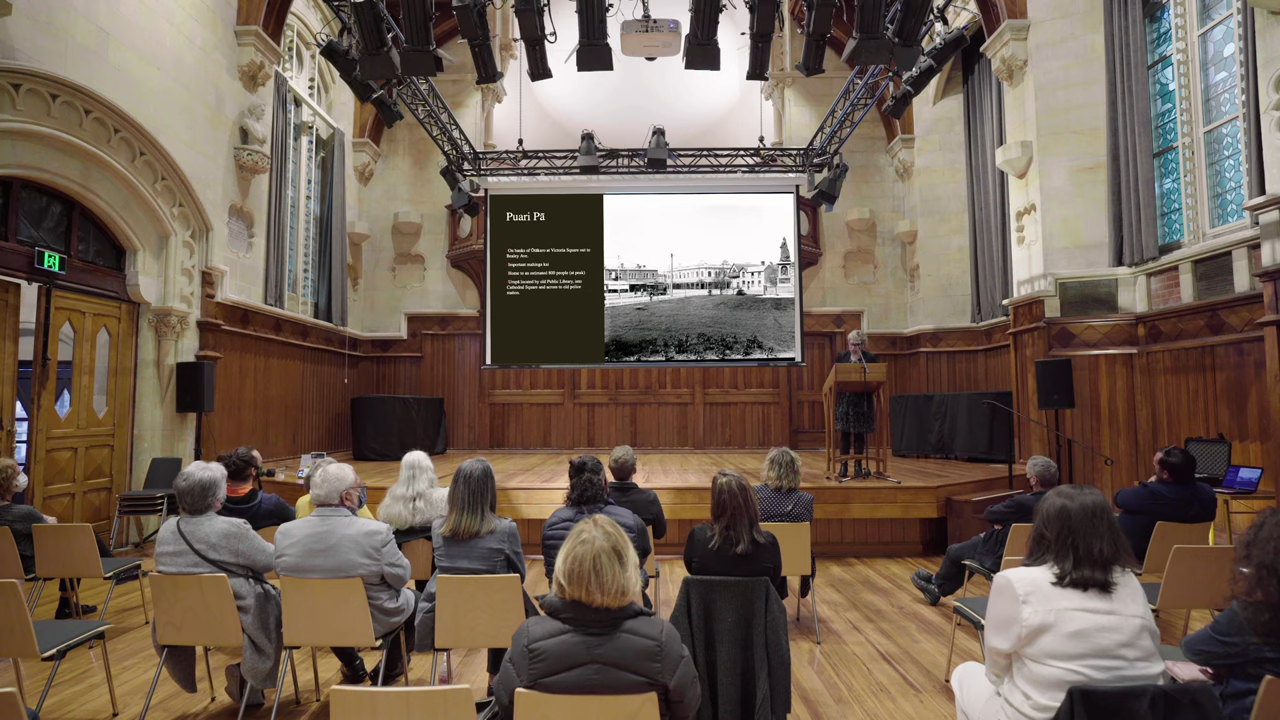 Puari Pā
On banks of Ōtākaro at Victoria Square out to
Bealey Ave.
Important mahinga kai
Home to an estimated 800 people (at peak)
Urupā located by old Public Library, into
Cathedral Square and across to old police
station.